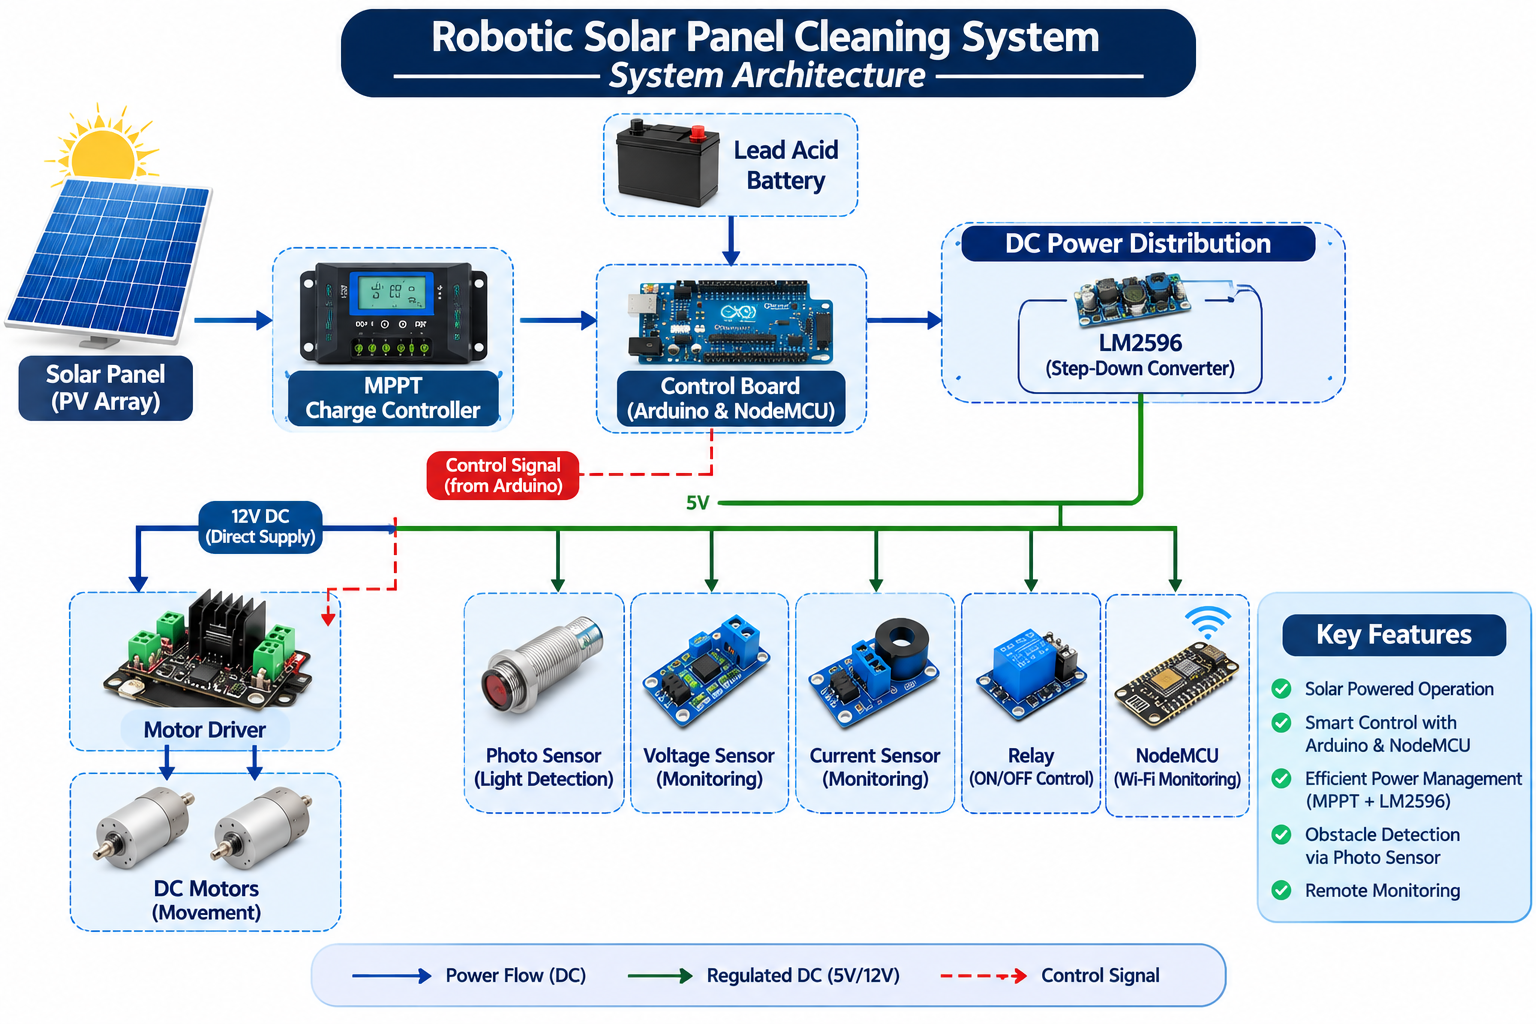 Robotic Solar Panel Cleaning System
System Architecture
Lead Acid
Battery
DC Power Distribution
LM2596
(Step-Down Converter)
Solar Panel
(PV Array)
MPPT
Charge Controller
Control Board
(Arduino & NodeMCU)
Control Signal
(from Arduino)
5V
12V DC
(Direct Supply)
Motor Driver
DC Motors
(Movement)
Photo Sensor
(Light Detection)
Voltage Sensor
(Monitoring)
Current Sensor
(Monitoring)
Relay
(ON/OFF Control)
NodeMCU
(Wi-Fi Monitoring)
Key Features
Solar Powered Operation
Smart Control with
Arduino & NodeMCU
Efficient Power Management
(MPPT + LM2596)
Obstacle Detection
via Photo Sensor
Remote Monitoring
Power Flow (DC)
Regulated DC (5V/12V)
Control Signal